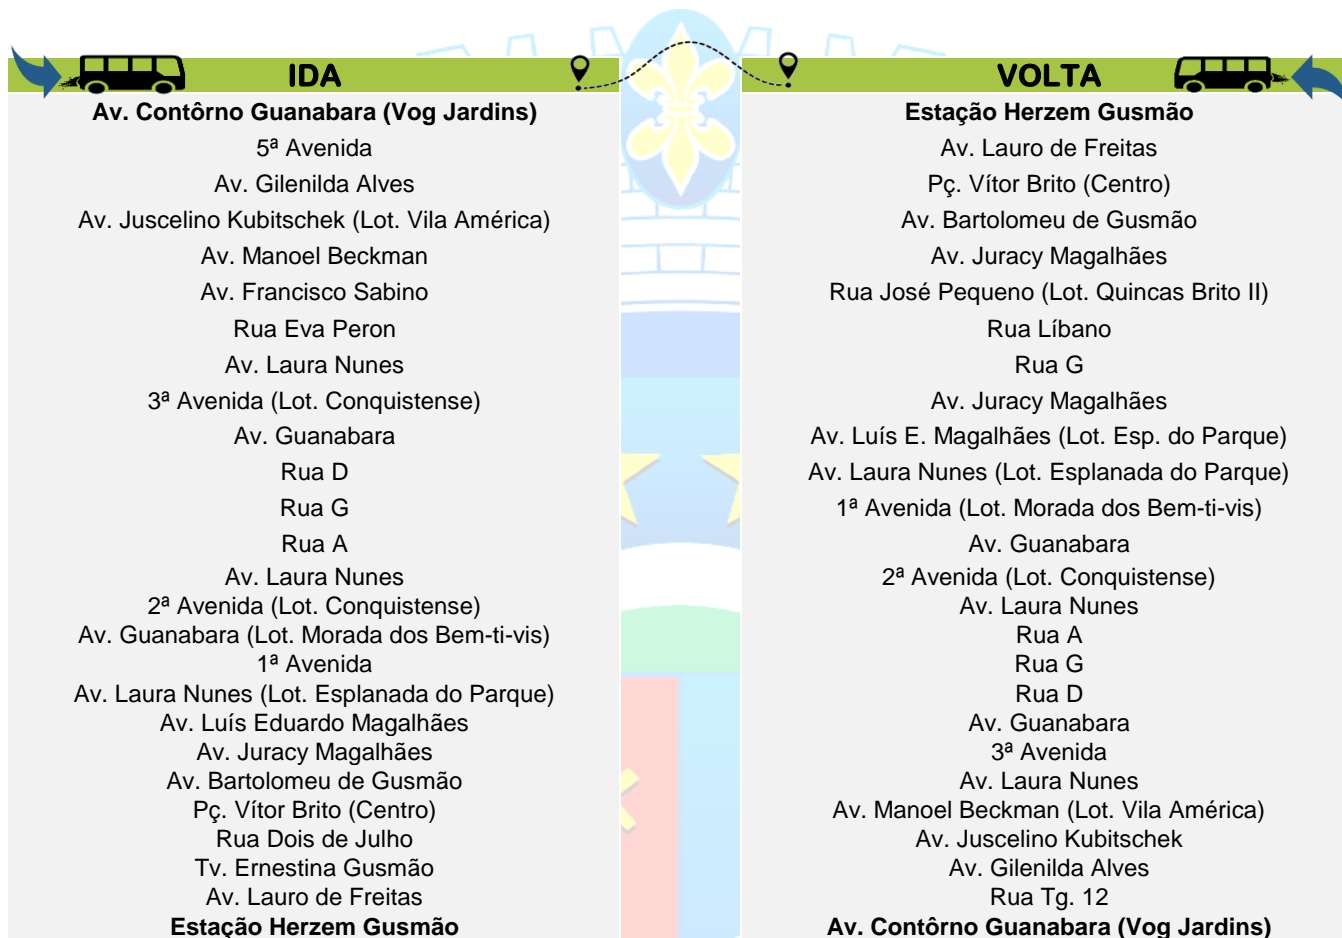 IDA
Av. Contôrno Guanabara (Vog Jardins)
5ª Avenida
Av. Gilenilda Alves
Av. Juscelino Kubitschek (Lot. Vila América)
Av. Manoel Beckman
Av. Francisco Sabino
Rua Eva Peron
Av. Laura Nunes
3ª Avenida (Lot. Conquistense)
Av. Guanabara
Rua D
Rua G
Rua A
Av. Laura Nunes
2ª Avenida (Lot. Conquistense)
Av. Guanabara (Lot. Morada dos Bem-ti-vis)
1ª Avenida
Av. Laura Nunes (Lot. Esplanada do Parque)
Av. Luís Eduardo Magalhães
Av. Juracy Magalhães
Av. Bartolomeu de Gusmão
Pç. Vítor Brito (Centro)
Rua Dois de Julho
Tv. Ernestina Gusmão
Av. Lauro de Freitas
Estação Herzem Gusmão
VOLTA
Estação Herzem Gusmão
Av. Lauro de Freitas
Pç. Vítor Brito (Centro)
Av. Bartolomeu de Gusmão
Av. Juracy Magalhães
Rua José Pequeno (Lot. Quincas Brito II)
Rua Líbano
Rua G
Av. Juracy Magalhães
Av. Luís E. Magalhães (Lot. Esp. do Parque)
Av. Laura Nunes (Lot. Esplanada do Parque)
1ª Avenida (Lot. Morada dos Bem-ti-vis)
Av. Guanabara
2ª Avenida (Lot. Conquistense)
Av. Laura Nunes
Rua A
Rua G
Rua D
Av. Guanabara
3ª Avenida
Av. Laura Nunes
Av. Manoel Beckman (Lot. Vila América)
Av. Juscelino Kubitschek
Av. Gilenilda Alves
Rua Tg. 12
Av. Contôrno Guanabara (Vog Jardins)